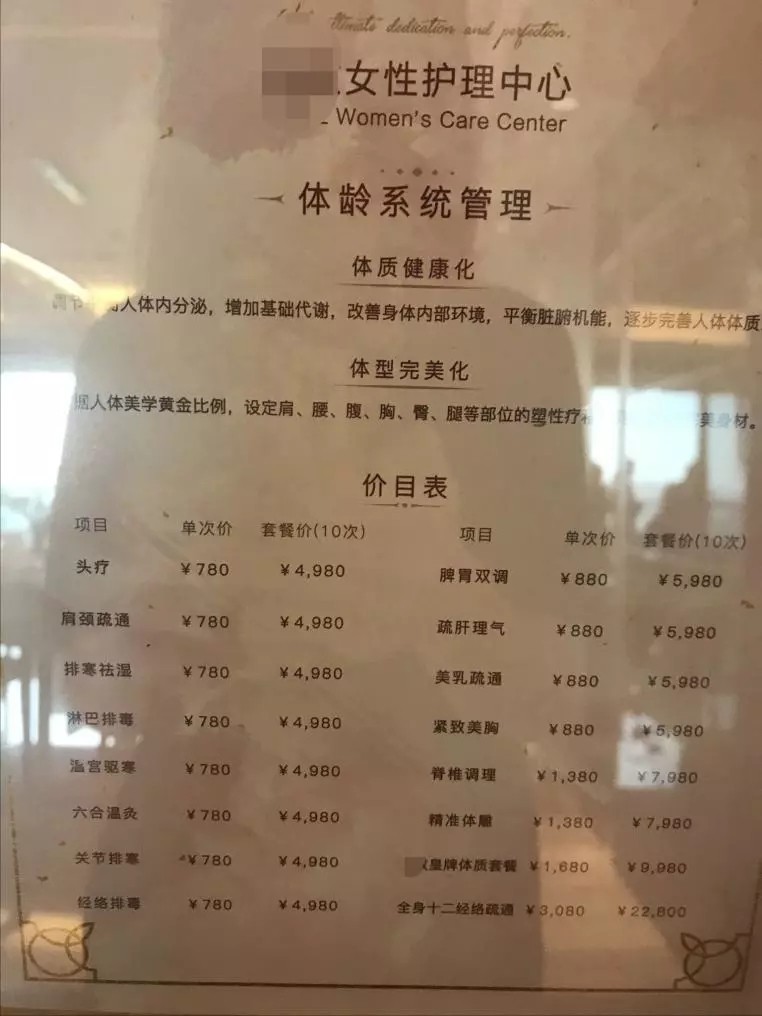 Ultimate dedication and perfection.
女性护理中心
Women's Care Center
体龄系统管理
体质健康化
人体内分泌，增加基础代谢，改善身体内部环境，平衡脏腑机能，逐步完善人体体质
体型完美化
据人体美学黄金比例，设定肩、腰、腹、胸、臀、腿等部位的塑性疗 美身材。
价目表
项目 单次价 套餐价(10次) 项目 单次价 套餐价(10次)
头疗 ¥780 ¥4,980 脾胃双调 ¥880 ¥5,980
肩颈疏通 ¥780 ¥4,980 疏肝理气 ¥880 ¥5,980
排寒祛湿 ¥780 ¥4,980 美乳疏通 ¥880 ¥5,980
淋巴排毒 ¥780 ¥4,980 紧致美胸 ¥880 ¥5,980
温宫驱寒 ¥780 ¥4,980 脊椎调理 ¥1,380 ¥7,980
六合温灸 ¥780 ¥4,980 精准体雕 ¥1,380 ¥7,980
关节排寒 ¥780 ¥4,980 皇牌体质套餐 ¥1,680 ¥9,980
经络排毒 ¥780 ¥4,980 全身十二经络疏通 ¥3,080 ¥22,800